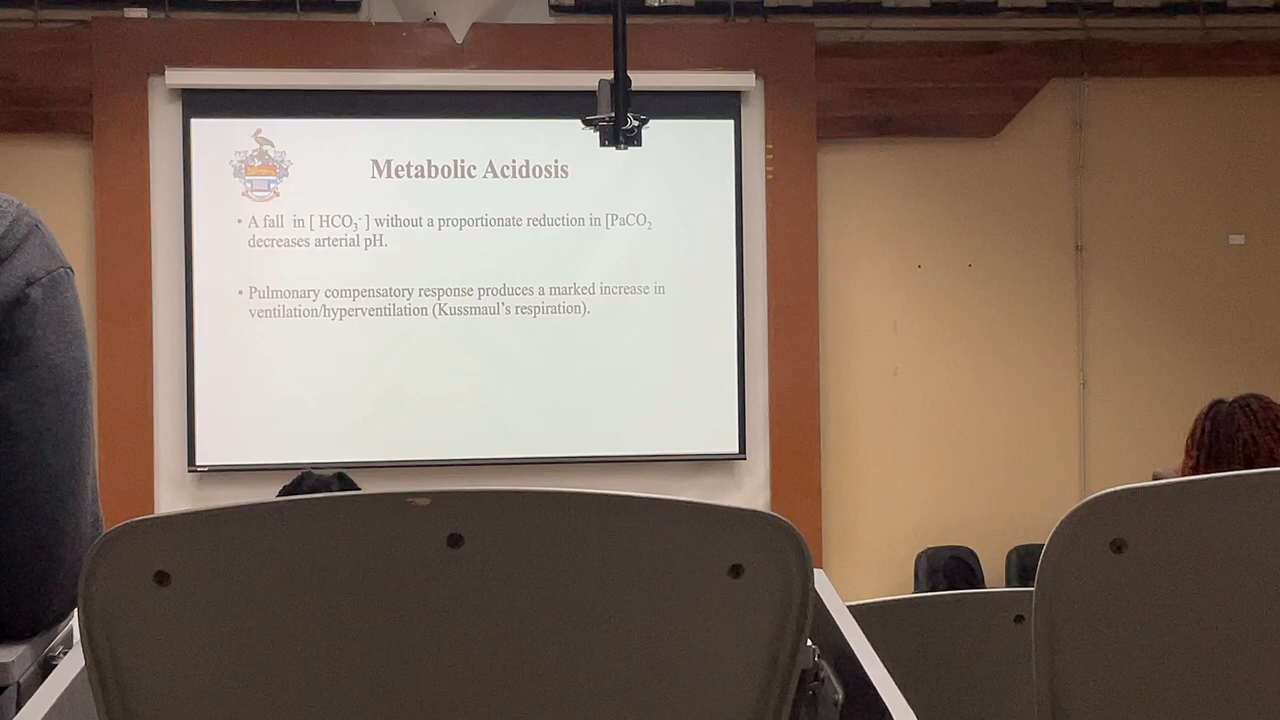 Metabolic Acidosis
• A fall in [ HCO₃⁻ ] without a proportionate reduction in [PaCO₂
decreases arterial pH.
• Pulmonary compensatory response produces a marked increase in
ventilation/hyperventilation (Kussmaul’s respiration).